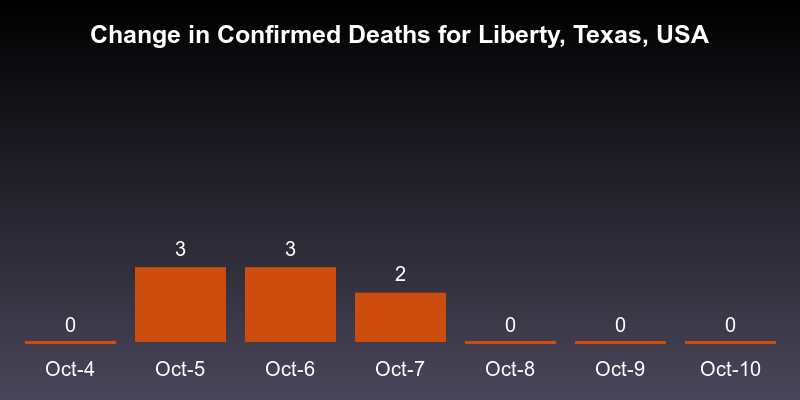 Change in Confirmed Deaths for Liberty, Texas, USA
0 3 3 2 0 0 0
Oct-4 Oct-5 Oct-6 Oct-7 Oct-8 Oct-9 Oct-10